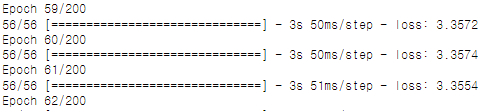 Epoch 59/200
56/56 [==============================] - 3s 50ms/step - loss: 3.3572
Epoch 60/200
56/56 [==============================] - 3s 50ms/step - loss: 3.3574
Epoch 61/200
56/56 [==============================] - 3s 51ms/step - loss: 3.3554
Epoch 62/200